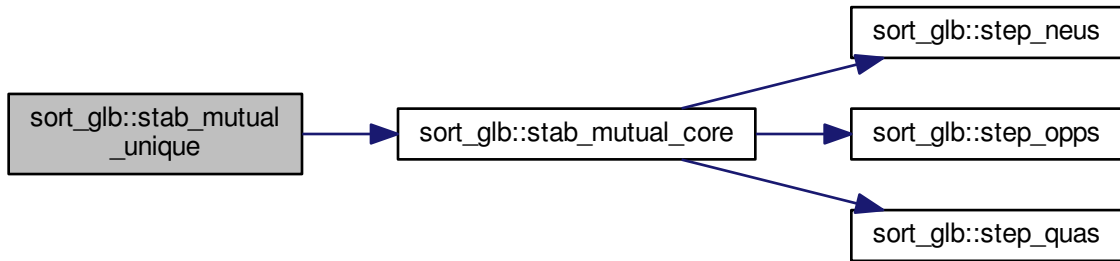 sort_glb::step_neus
sort_glb::stab_mutual
_unique
sort_glb::stab_mutual_core
sort_glb::step_opps
sort_glb::step_quas